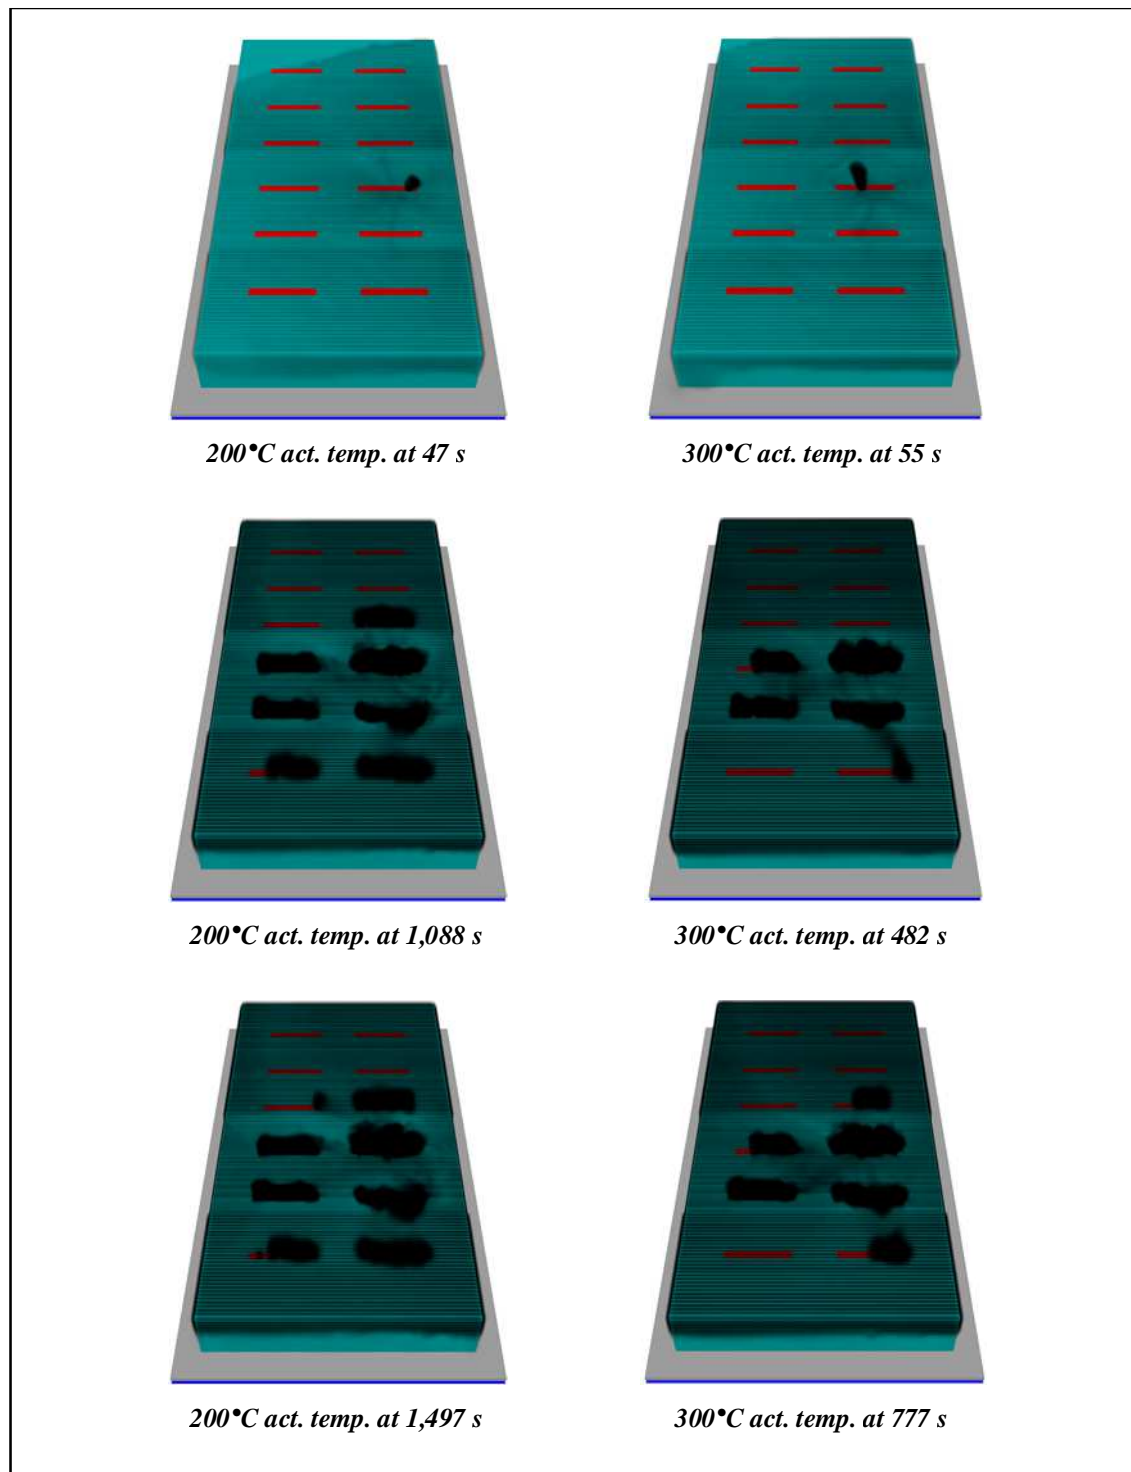 200°C act. temp. at 47 s
300°C act. temp. at 55 s
200°C act. temp. at 1,088 s
300°C act. temp. at 482 s
200°C act. temp. at 1,497 s
300°C act. temp. at 777 s